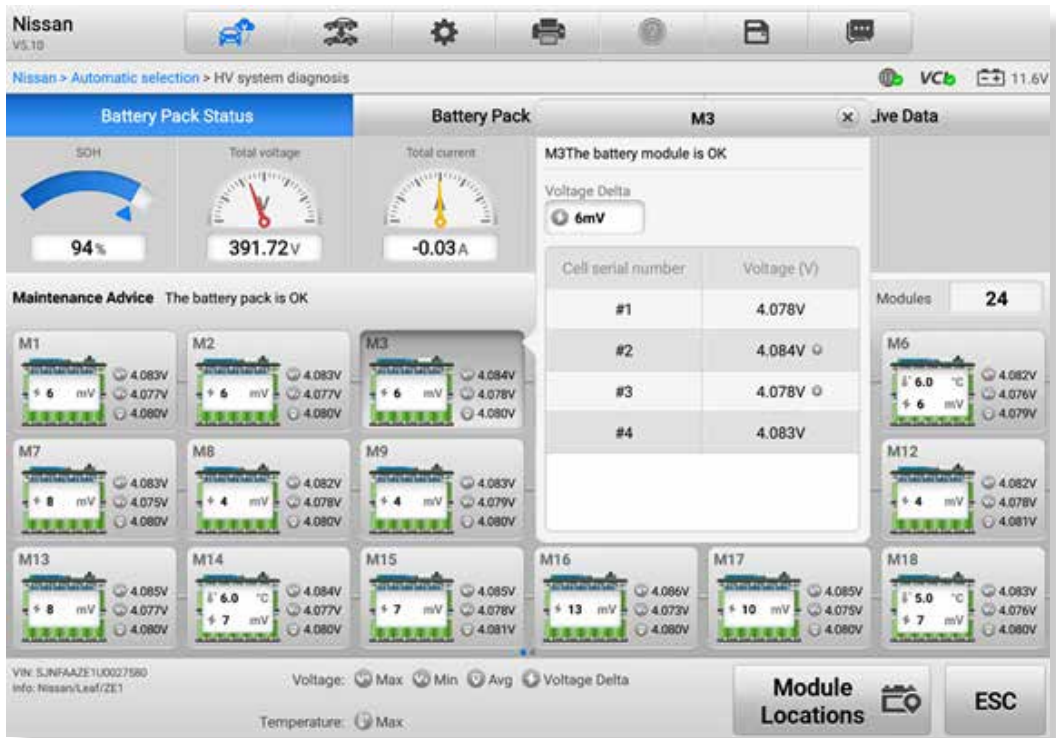 Nissan
V5.10
Nissan > Automatic selection > HV system diagnosis
VCI
11.6V
Battery Pack Status
Battery Pack
M3
Live Data
SOH
Total voltage
Total current
94%
391.72V
-0.03A
M3The battery module is OK
Voltage Delta
6mV
Cell serial number Voltage (V)
#1 4.078V
#2 4.084V
#3 4.078V
#4 4.083V
Maintenance Advice The battery pack is OK
Modules 24
M1
6 mV
4.083V
4.077V
4.080V
M2
6 mV
4.083V
4.077V
4.080V
M3
6 mV
4.084V
4.078V
4.080V
M6
6.0 °C
6 mV
4.082V
4.076V
4.079V
M7
8 mV
4.083V
4.075V
4.080V
M8
4 mV
4.082V
4.078V
4.080V
M9
4 mV
4.083V
4.079V
4.080V
M12
4 mV
4.082V
4.078V
4.081V
M13
8 mV
4.085V
4.077V
4.080V
M14
6.0 °C
7 mV
4.084V
4.077V
4.080V
M15
7 mV
4.085V
4.078V
4.081V
M16
13 mV
4.086V
4.073V
4.080V
M17
10 mV
4.085V
4.075V
4.080V
M18
5.0 °C
7 mV
4.083V
4.076V
4.080V
VIN: SJNFAAZE1U0027580
Info: Nissan/Leaf/ZE1
Voltage: Max Min Avg Voltage Delta
Temperature: Max
Module
Locations
ESC